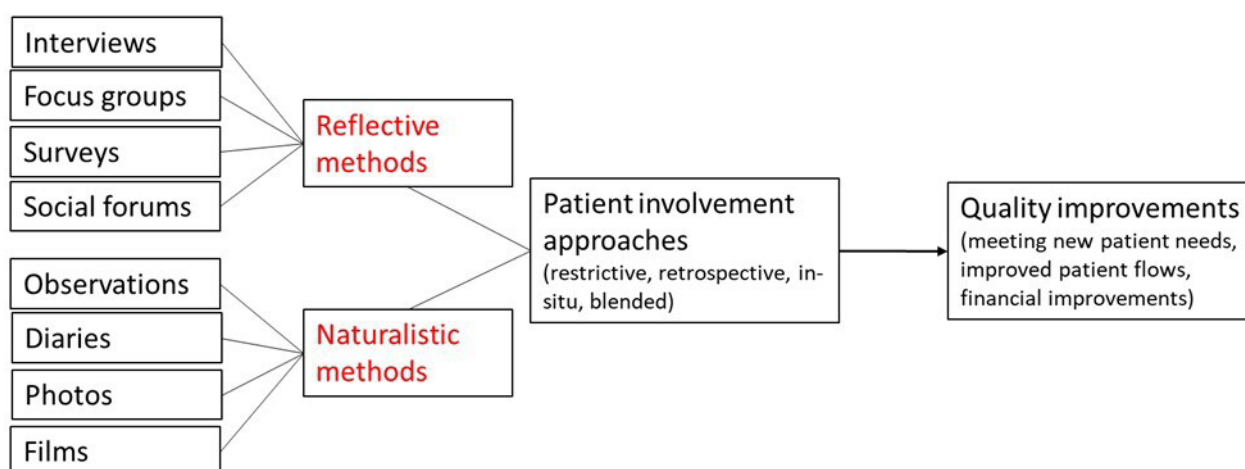 Interviews
Focus groups
Surveys
Social forums
Observations
Diaries
Photos
Films
Reflective
methods
Naturalistic
methods
Patient involvement
approaches
(restrictive, retrospective, in-
situ, blended)
Quality improvements
(meeting new patient needs,
improved patient flows,
financial improvements)